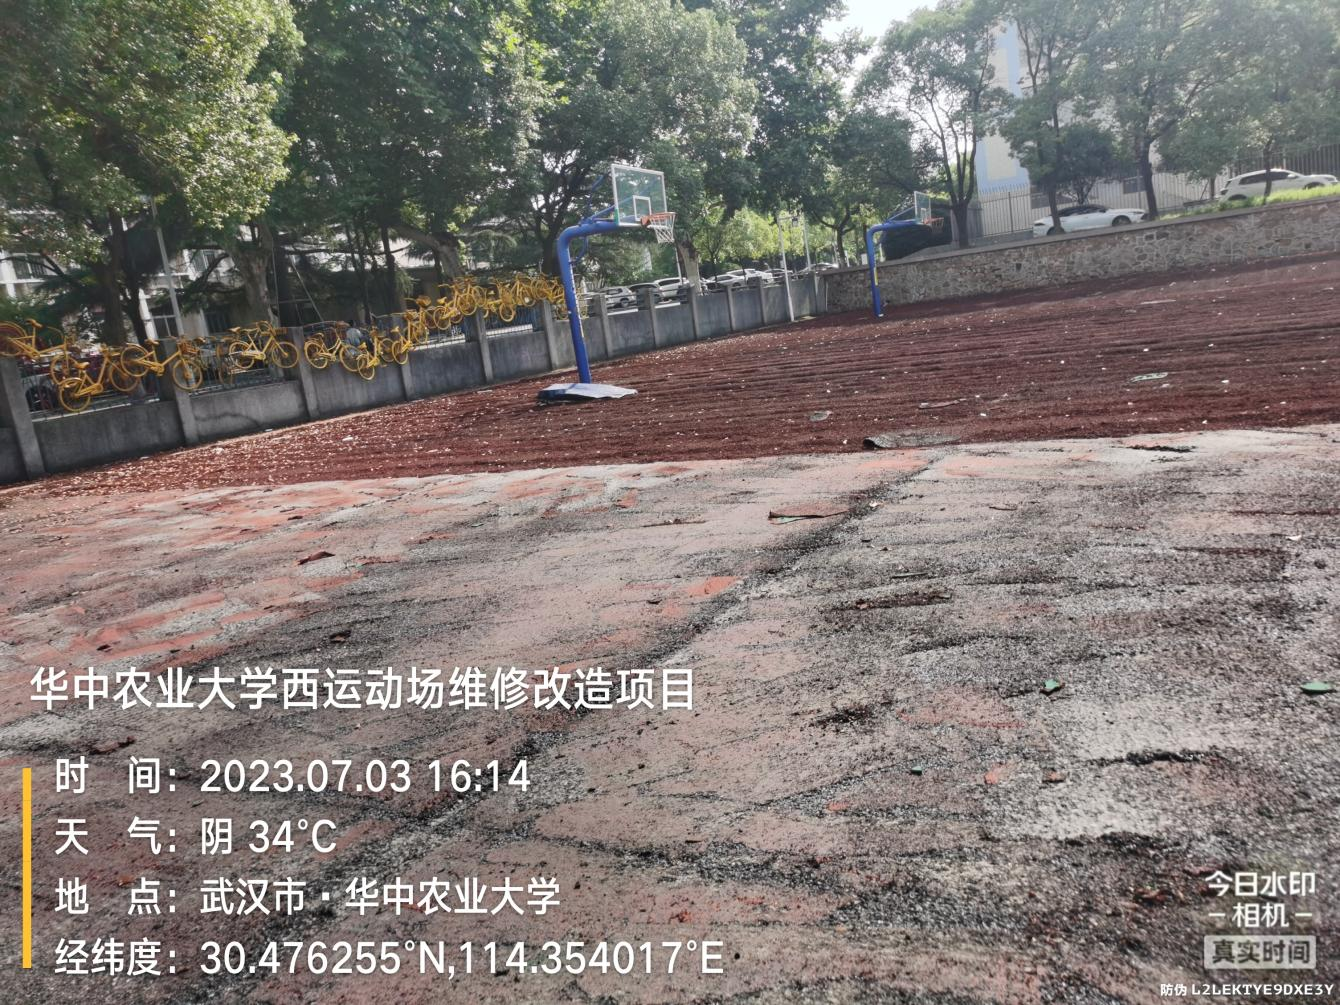 华中农业大学西运动场维修改造项目
时 间：2023.07.03 16:14
天 气：阴 34℃
地 点：武汉市·华中农业大学
经纬度：30.476255°N,114.354017°E
今日水印
相机
真实时间
防伪 L2LEKTYE9DXE3Y